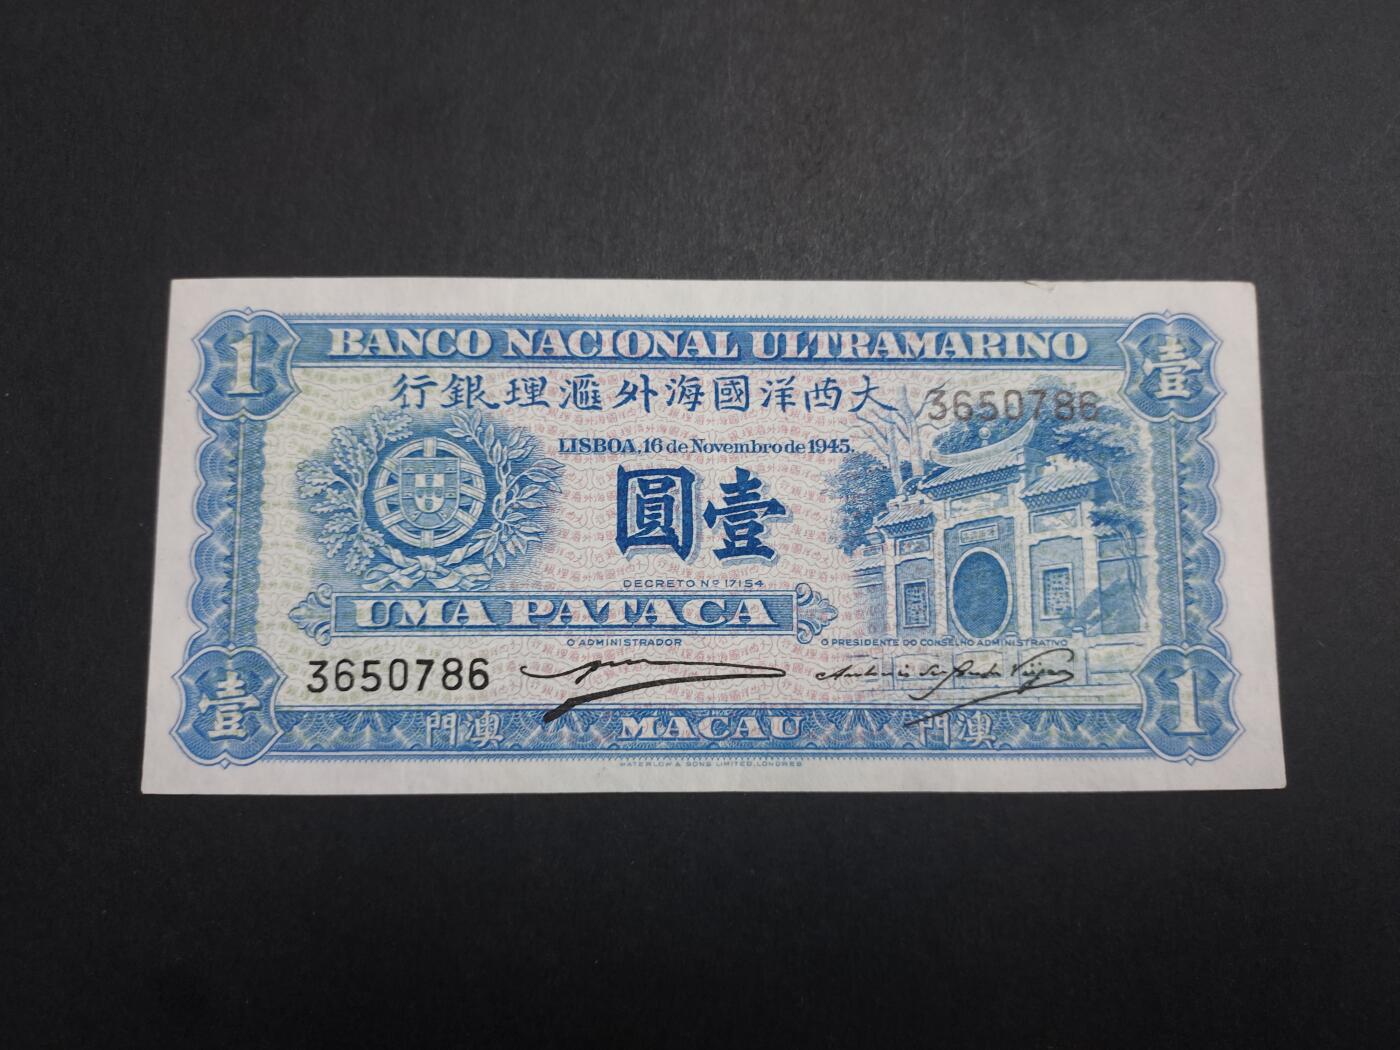 1
BANCO NACIONAL ULTRAMARINO
壹
大西洋國海外滙理銀行
3650786
LISBOA, 16 de Novembro de 1945.
壹圓
DECRETO Nº 17154
UMA PATACA
O ADMINISTRADOR
O PRESIDENTE DO CONSELHO ADMINISTRATIVO
3650786
壹
澳門
MACAU
澳門
1
WATERLOW & SONS LIMITED, LONDRES